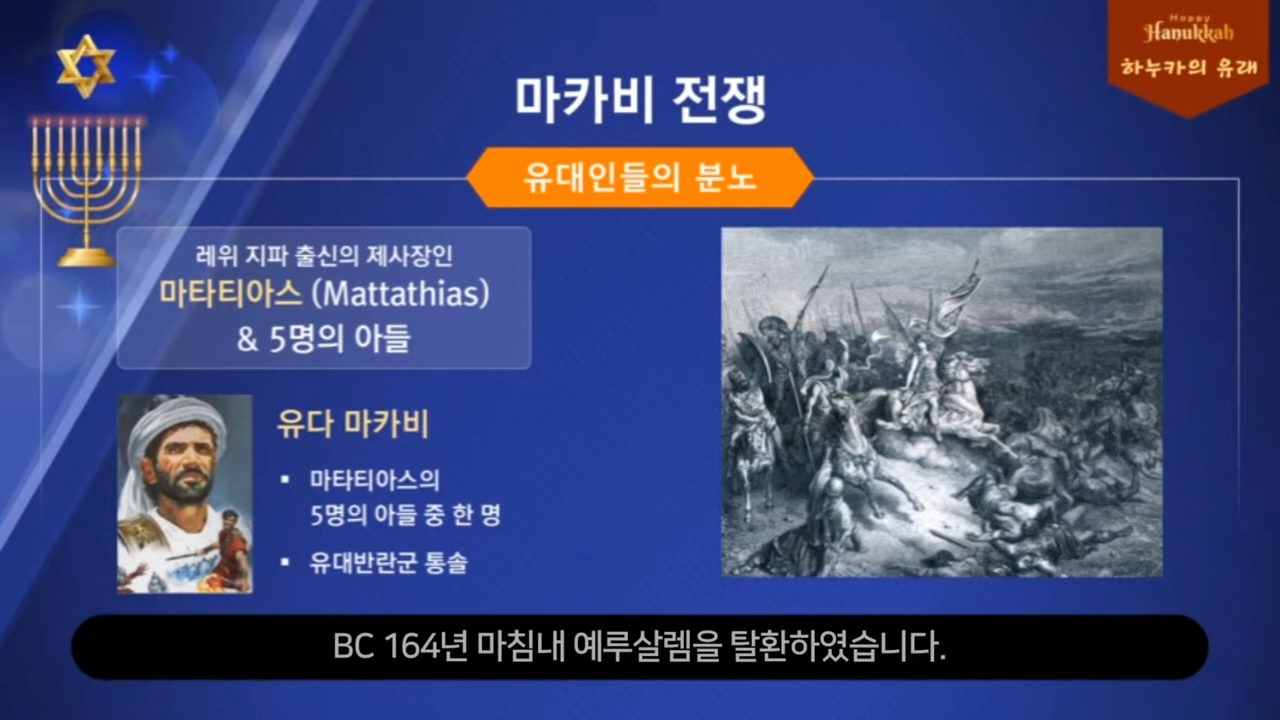 Happy
Hanukkah
하누카의 유래
마카비 전쟁
유대인들의 분노
레위 지파 출신의 제사장인
마타티아스 (Mattathias)
& 5명의 아들
유다 마카비
▪ 마타티아스의
5명의 아들 중 한 명
▪ 유대반란군 통솔
BC 164년 마침내 예루살렘을 탈환하였습니다.